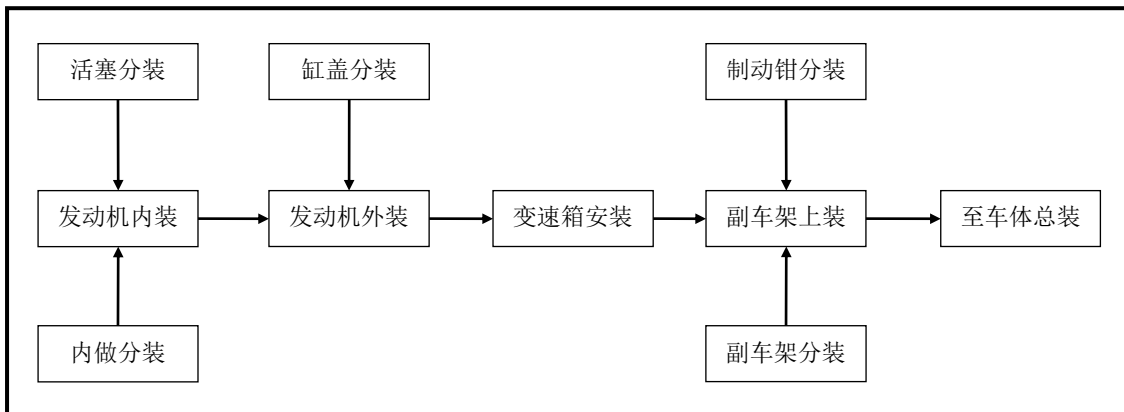 活塞分装
缸盖分装
制动钳分装
发动机内装
发动机外装
变速箱安装
副车架上装
至车体总装
内做分装
副车架分装